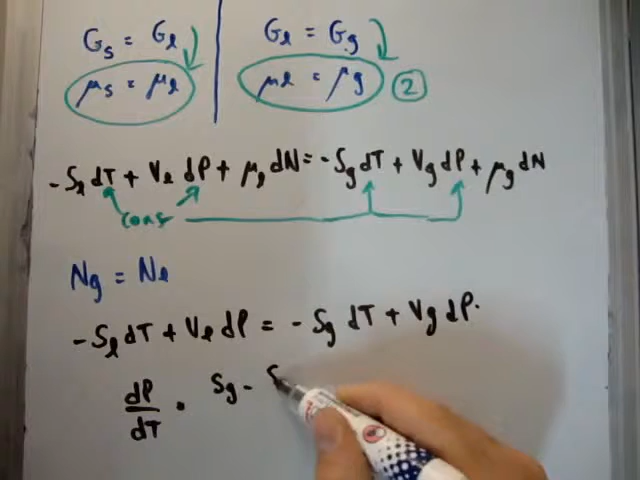 Gs = Gl
μs = μl
Gl = Gg
μl = μg ②
-Sl dT + Vl dP + μl dN = -Sg dT + Vg dP + μg dN
cons
Ng = Nl
-Sl dT + Vl dP = - Sg dT + Vg dP.
dP/dT = Sg - S